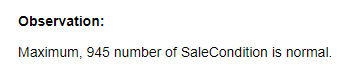 Observation:
Maximum, 945 number of SaleCondition is normal.